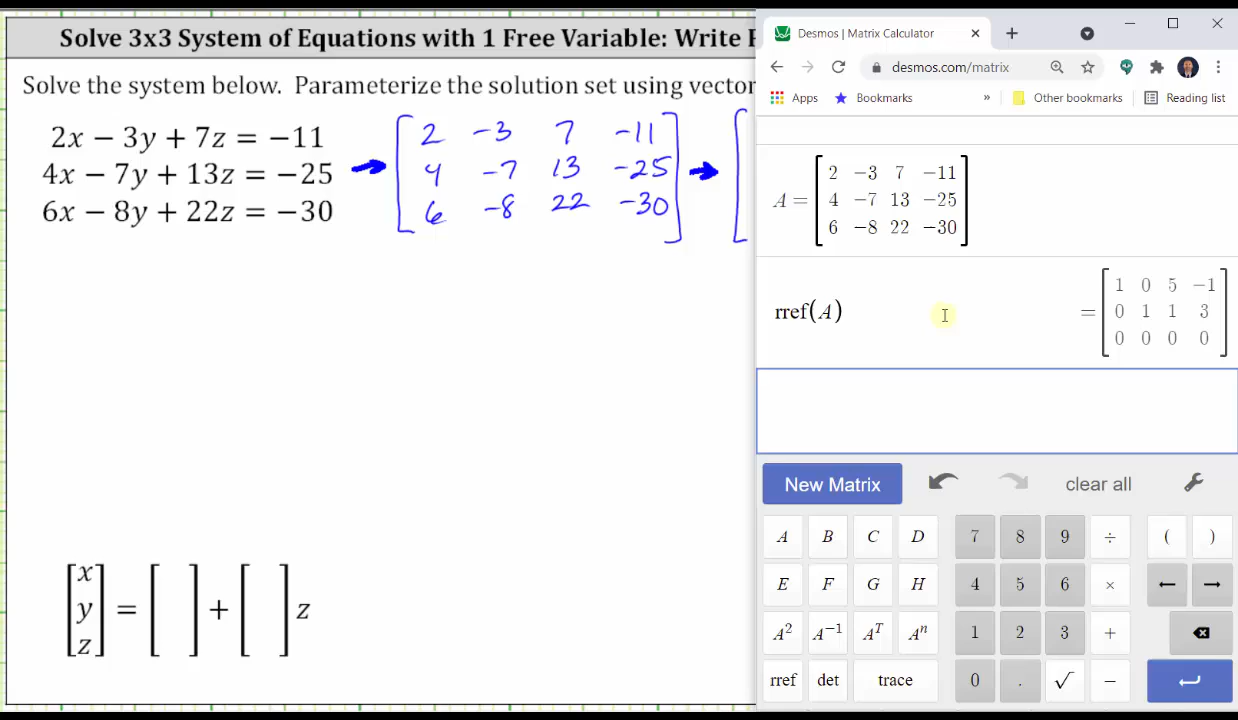 Solve 3x3 System of Equations with 1 Free Variable: Write
Solve the system below. Parameterize the solution set using vector
2x − 3y + 7z = −11
4x − 7y + 13z = −25
6x − 8y + 22z = −30
2 −3 7 −11
4 −7 13 −25
6 −8 22 −30
[x y z] = [ ] + [ ] z
Desmos | Matrix Calculator
desmos.com/matrix
Apps Bookmarks » Other bookmarks Reading list
A = [2 −3 7 −11
4 −7 13 −25
6 −8 22 −30]
rref(A) = [1 0 5 −1
0 1 1 3
0 0 0 0]
New Matrix clear all
A B C D 7 8 9 ÷ ( )
E F G H 4 5 6 × ← →
A² A⁻¹ Aᵀ Aⁿ 1 2 3 +
rref det trace 0 . √ −